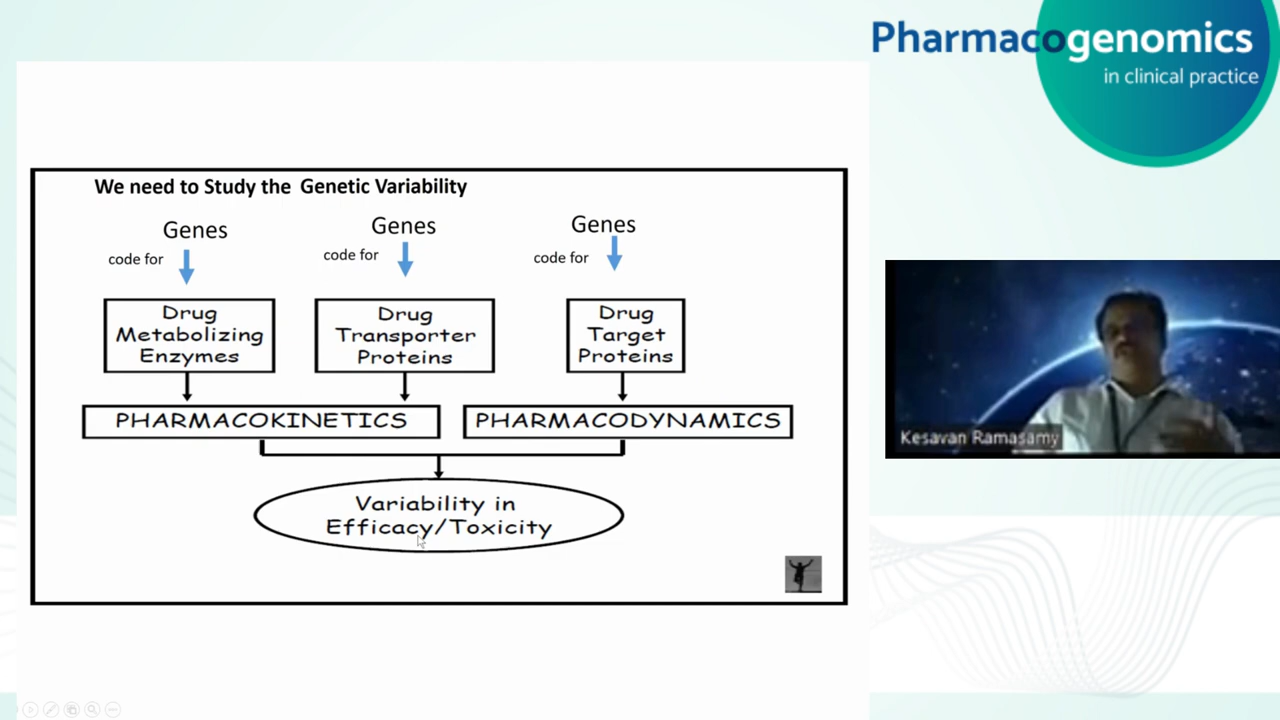 Pharmacogenomics
in clinical practice
We need to Study the Genetic Variability
Genes
Genes
Genes
code for
code for
code for
Drug
Metabolizing
Enzymes
Drug
Transporter
Proteins
Drug
Target
Proteins
PHARMACOKINETICS
PHARMACODYNAMICS
Variability in
Efficacy/Toxicity
Kesavan Ramasamy